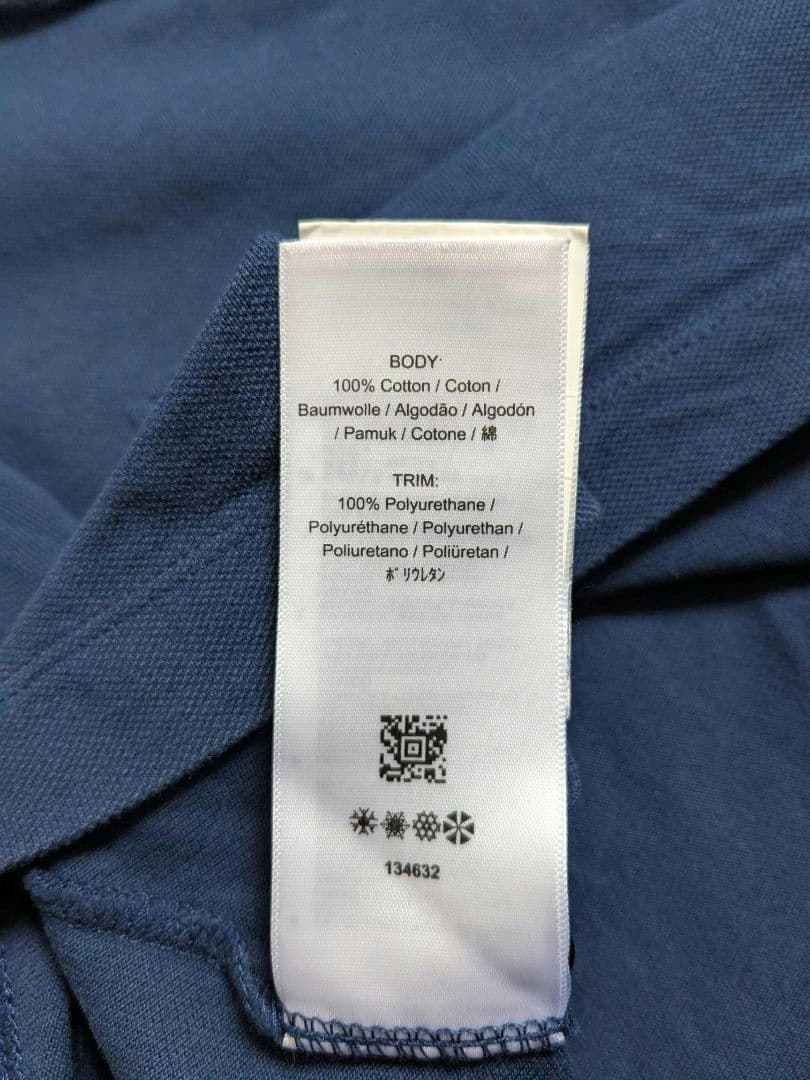 BODY:
100% Cotton / Coton /
Baumwolle / Algodão / Algodón
/ Pamuk / Cotone / 綿
TRIM:
100% Polyurethane /
Polyuréthane / Polyurethan /
Poliuretano / Poliüretan /
ﾎﾟﾘｳﾚﾀﾝ
134632